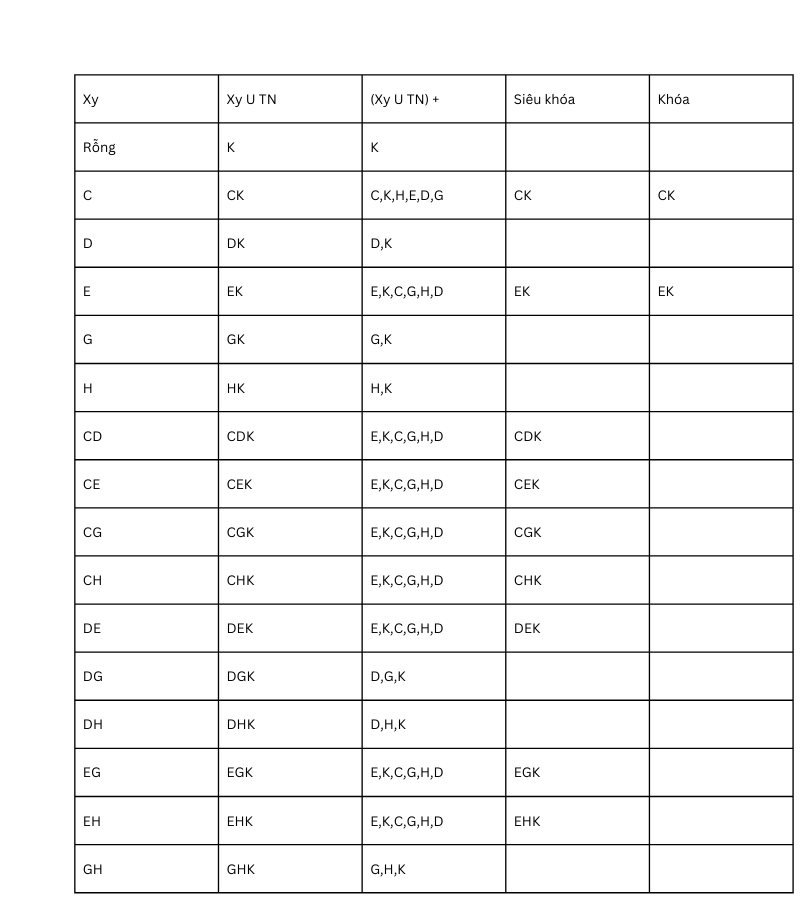 Xy Xy U TN (Xy U TN) + Siêu khóa Khóa
Rỗng K K
C CK C,K,H,E,D,G CK CK
D DK D,K
E EK E,K,C,G,H,D EK EK
G GK G,K
H HK H,K
CD CDK E,K,C,G,H,D CDK
CE CEK E,K,C,G,H,D CEK
CG CGK E,K,C,G,H,D CGK
CH CHK E,K,C,G,H,D CHK
DE DEK E,K,C,G,H,D DEK
DG DGK D,G,K
DH DHK D,H,K
EG EGK E,K,C,G,H,D EGK
EH EHK E,K,C,G,H,D EHK
GH GHK G,H,K